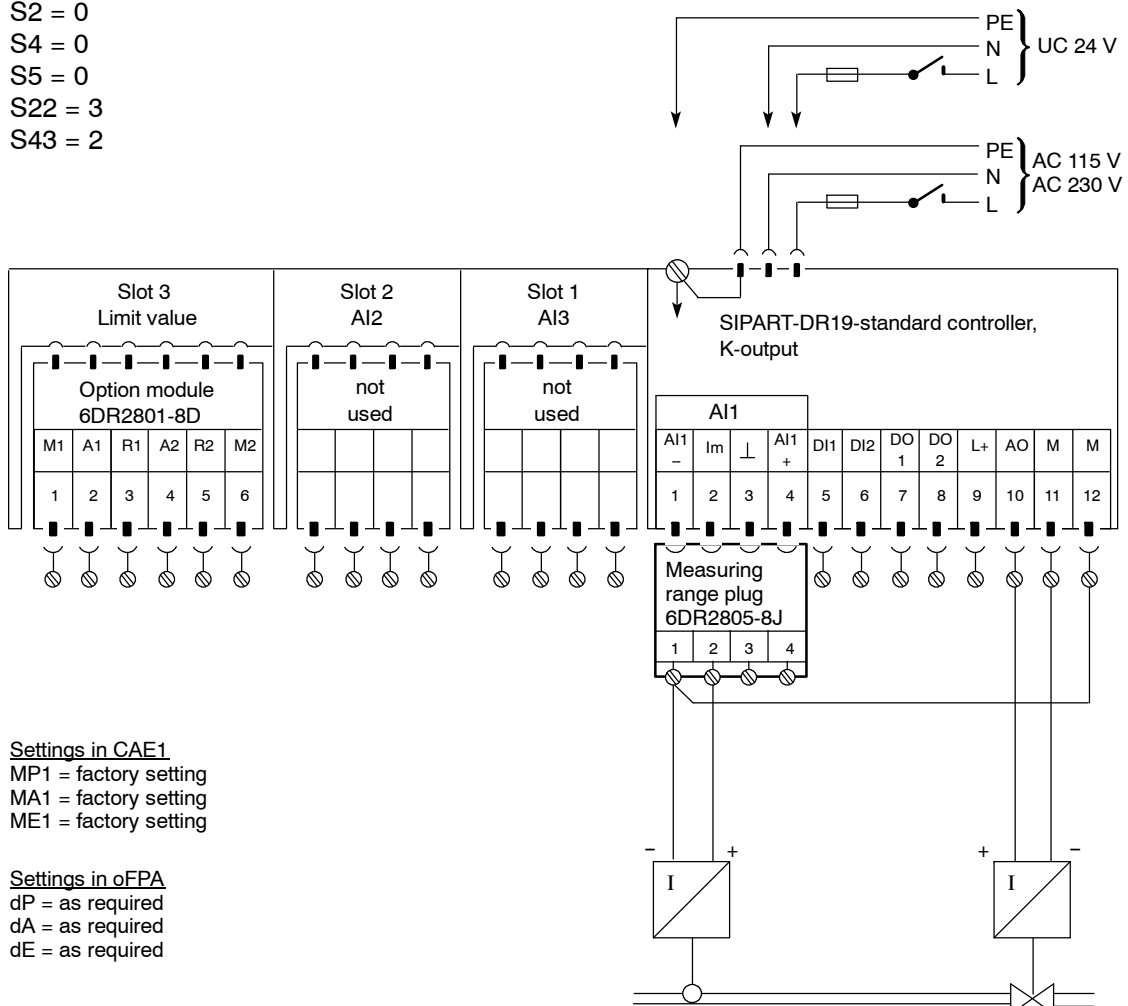 S2 = 0
S4 = 0
S5 = 0
S22 = 3
S43 = 2
PE
N
L
UC 24 V
PE
N
L
AC 115 V
AC 230 V
Slot 3
Limit value
Slot 2
AI2
Slot 1
AI3
SIPART-DR19-standard controller,
K-output
Option module
6DR2801-8D
not
used
not
used
AI1
M1 A1 R1 A2 R2 M2
1 2 3 4 5 6
AI1 - Im ⊥ AI1 + DI1 DI2 DO 1 DO 2 L+ AO M M
1 2 3 4 5 6 7 8 9 10 11 12
Measuring
range plug
6DR2805-8J
1 2 3 4
Settings in CAE1
MP1 = factory setting
MA1 = factory setting
ME1 = factory setting
Settings in oFPA
dP = as required
dA = as required
dE = as required
- +
I
+ -
I